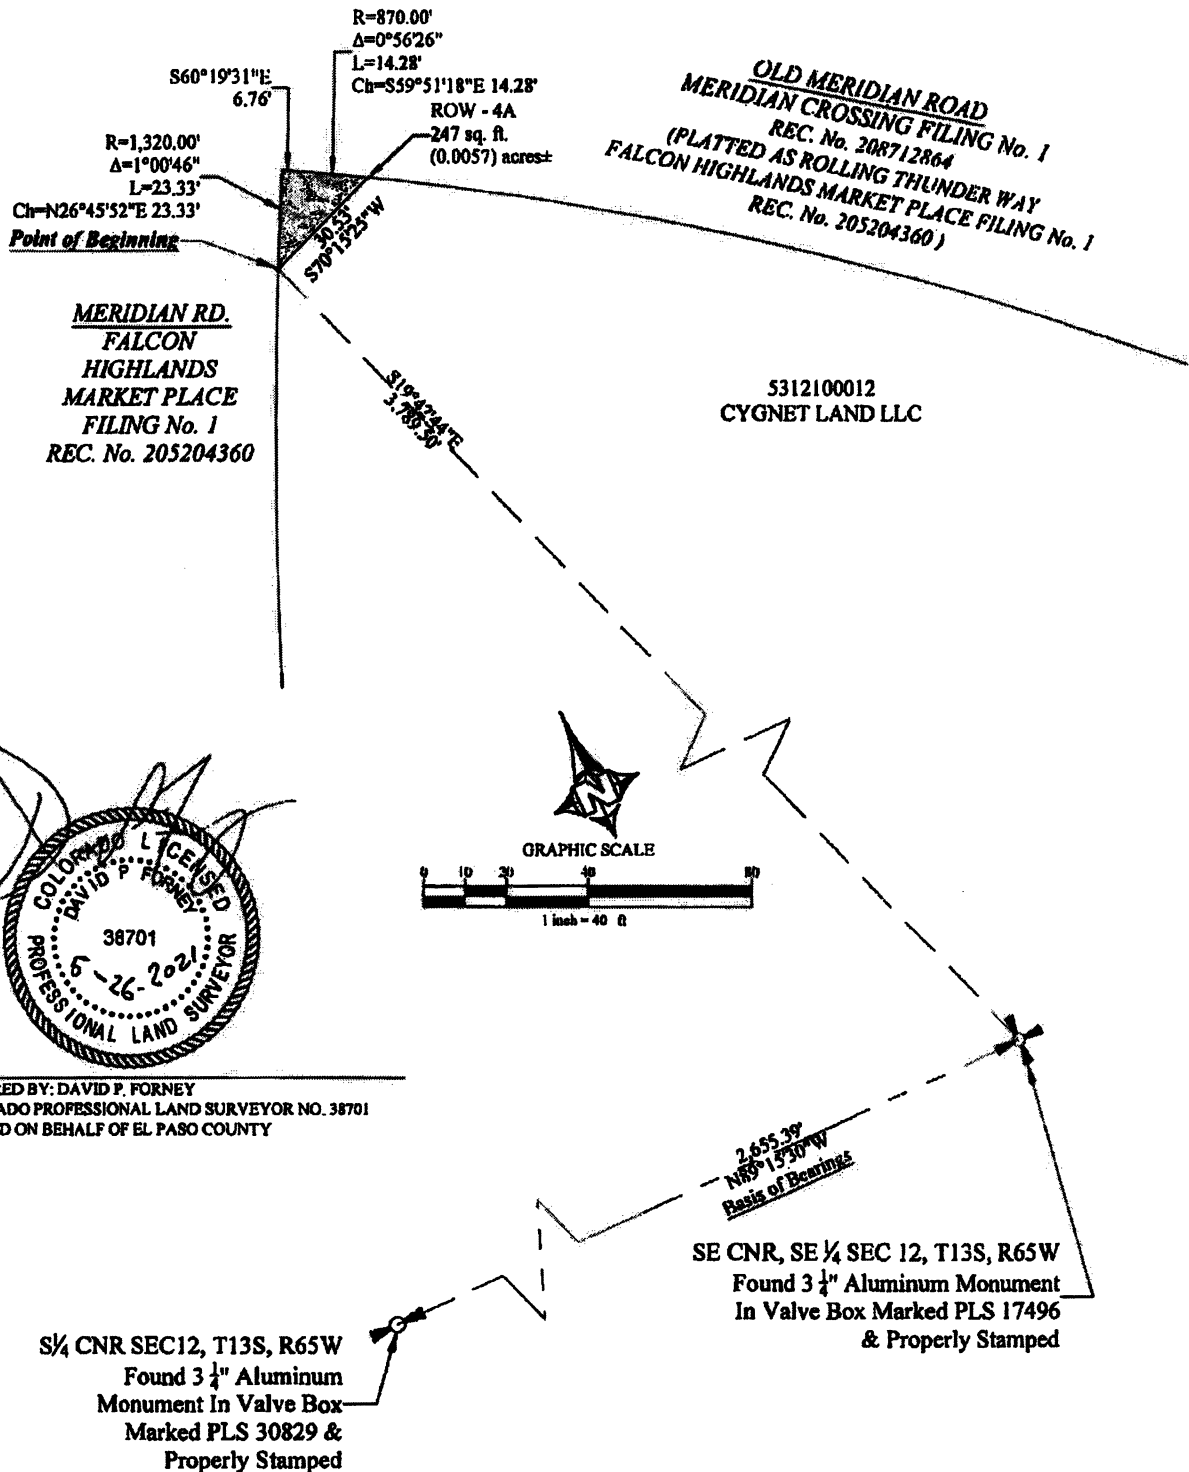 R=870.00'
Δ=0°56'26"
L=14.28'
Ch=S59°51'18"E 14.28'
S60°19'31"E
6.76'
ROW - 4A
247 sq. ft.
(0.0057) acres±
R=1,320.00'
Δ=1°00'46"
L=23.33'
Ch=N26°45'52"E 23.33'
Point of Beginning
30.53'
S70°15'25"W
OLD MERIDIAN ROAD
MERIDIAN CROSSING FILING No. 1
REC. No. 208712864
(PLATTED AS ROLLING THUNDER WAY
FALCON HIGHLANDS MARKET PLACE FILING No. 1
REC. No. 205204360 )
MERIDIAN RD.
FALCON
HIGHLANDS
MARKET PLACE
FILING No. 1
REC. No. 205204360
S19°42'44"E
3,789.50'
5312100012
CYGNET LAND LLC
N
GRAPHIC SCALE
0 10 20 40 80
1 inch = 40 ft
COLORADO LICENSED
DAVID P FORNEY
38701
5-26-2021
PROFESSIONAL LAND SURVEYOR
ED BY: DAVID P. FORNEY
ADO PROFESSIONAL LAND SURVEYOR NO. 38701
D ON BEHALF OF EL PASO COUNTY
2,655.39'
N89°15'30"W
Basis of Bearings
SE CNR, SE ¼ SEC 12, T13S, R65W
Found 3 ¼" Aluminum Monument
In Valve Box Marked PLS 17496
& Properly Stamped
S¼ CNR SEC12, T13S, R65W
Found 3 ¼" Aluminum
Monument In Valve Box
Marked PLS 30829 &
Properly Stamped